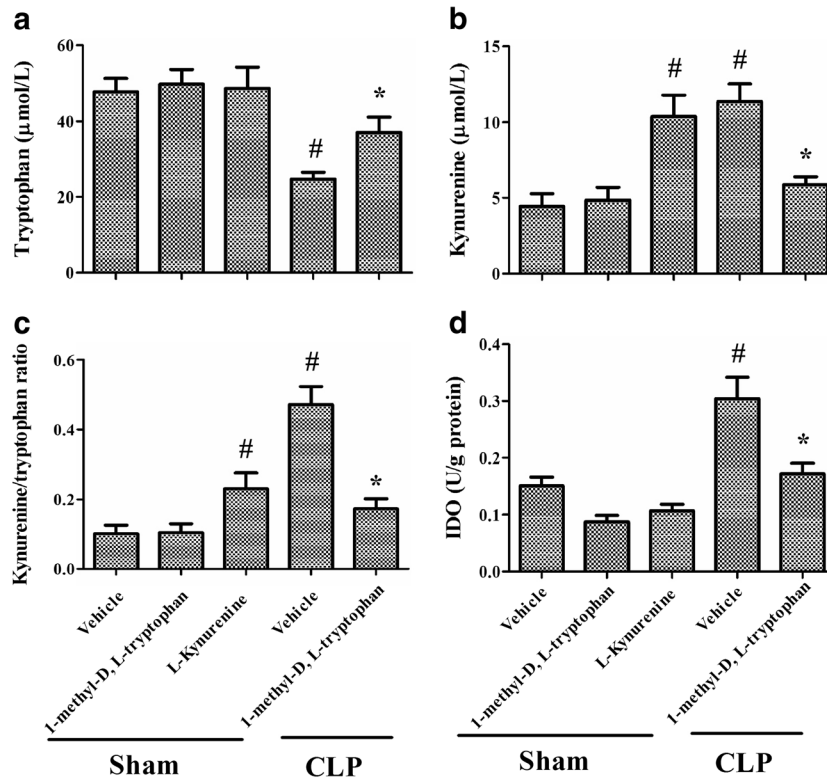 a
Tryptophan (μmol/L)
60
40
20
0
#
*
b
Kynurenine (μmol/L)
15
10
5
0
#
#
*
c
Kynurenine/tryptophan ratio
0.6
0.4
0.2
0.0
#
#
*
Vehicle
1-methyl-D, L-tryptophan
L-Kynurenine
Vehicle
1-methyl-D, L-tryptophan
Sham
CLP
d
IDO (U/g protein)
0.4
0.3
0.2
0.1
0.0
#
*
Vehicle
1-methyl-D, L-tryptophan
L-Kynurenine
Vehicle
1-methyl-D, L-tryptophan
Sham
CLP